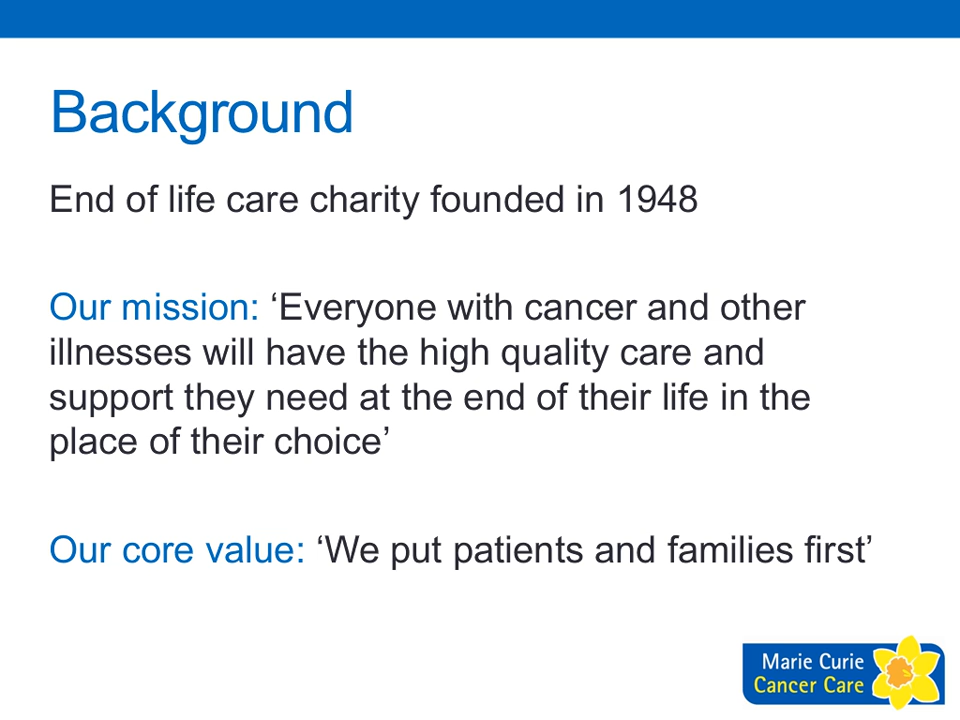 Background
End of life care charity founded in 1948
Our mission: ‘Everyone with cancer and other
illnesses will have the high quality care and
support they need at the end of their life in the
place of their choice’
Our core value: ‘We put patients and families first’
Marie Curie
Cancer Care